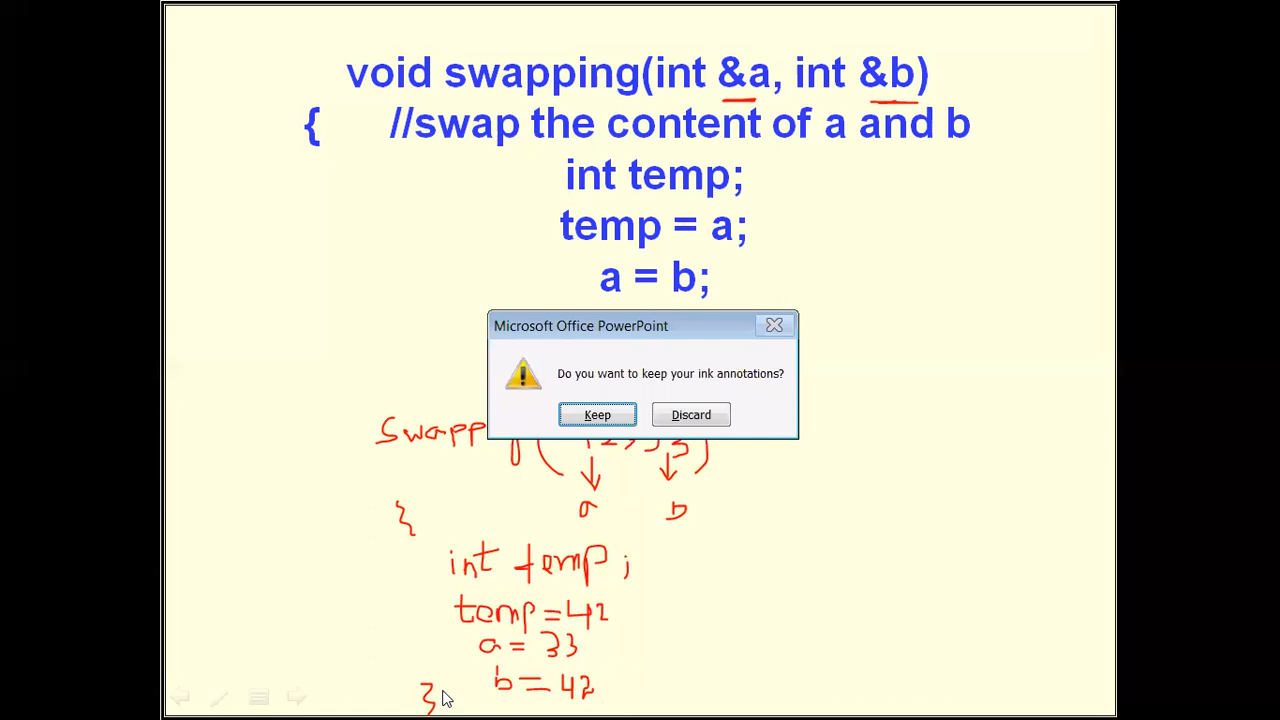 void swapping(int &a, int &b)
{ //swap the content of a and b
int temp;
temp = a;
a = b;
Microsoft Office PowerPoint
Do you want to keep your ink annotations?
Keep Discard
Swapp
a b
{
int temp;
temp=42
a = 33
b=42
}